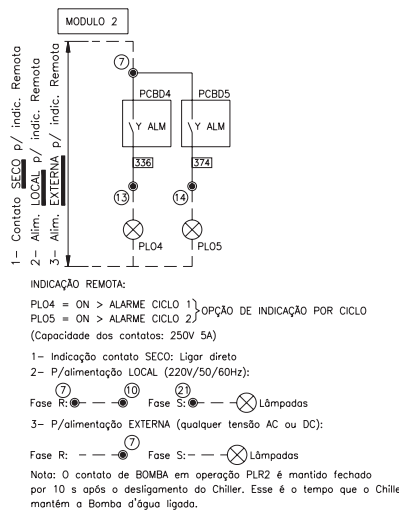 MODULO 2
1– Contato SECO p/ indic. Remota
2– Alim. LOCAL p/ indic. Remota
3– Alim. EXTERNA p/ indic. Remota
7
PCBD4
PCBD5
Y ALM
Y ALM
336
374
13
14
PL04
PL05
INDICAÇÃO REMOTA:
PL04 = ON > ALARME CICLO 1
PL05 = ON > ALARME CICLO 2
OPÇÃO DE INDICAÇÃO POR CICLO
(Capacidade dos contatos: 250V 5A)
1– Indicação contato SECO: Ligar direto
2– P/alimentação LOCAL (220V/50/60Hz):
7
10
21
Fase R:
Fase S:
Lâmpadas
3– P/alimentação EXTERNA (qualquer tensão AC ou DC):
7
Fase R:
Fase S:
Lâmpadas
Nota: O contato de BOMBA em operação PLR2 é mantido fechado
por 10 s após o desligamento do Chiller. Esse é o tempo que o Chille
mantém a Bomba d'água ligada.